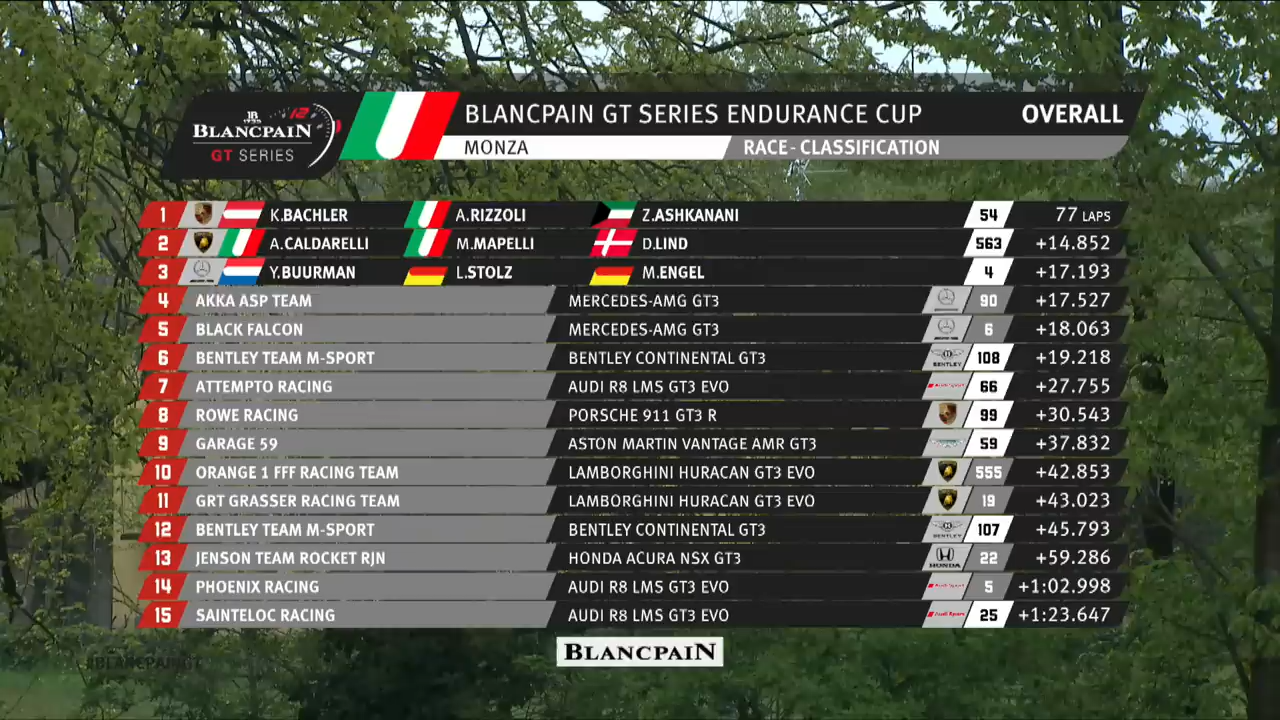 BLANCPAIN GT SERIES ENDURANCE CUP OVERALL
BLANCPAIN
GT SERIES
MONZA RACE - CLASSIFICATION
1 K.BACHLER A.RIZZOLI Z.ASHKANANI 54 77 LAPS
2 A.CALDARELLI M.MAPELLI D.LIND 563 +14.852
3 Y.BUURMAN L.STOLZ M.ENGEL 4 +17.193
4 AKKA ASP TEAM MERCEDES-AMG GT3 90 +17.527
5 BLACK FALCON MERCEDES-AMG GT3 6 +18.063
6 BENTLEY TEAM M-SPORT BENTLEY CONTINENTAL GT3 BENTLEY 108 +19.218
7 ATTEMPTO RACING AUDI R8 LMS GT3 EVO Audi Sport 66 +27.755
8 ROWE RACING PORSCHE 911 GT3 R 99 +30.543
9 GARAGE 59 ASTON MARTIN VANTAGE AMR GT3 59 +37.832
10 ORANGE 1 FFF RACING TEAM LAMBORGHINI HURACAN GT3 EVO 555 +42.853
11 GRT GRASSER RACING TEAM LAMBORGHINI HURACAN GT3 EVO 19 +43.023
12 BENTLEY TEAM M-SPORT BENTLEY CONTINENTAL GT3 BENTLEY 107 +45.793
13 JENSON TEAM ROCKET RJN HONDA ACURA NSX GT3 HONDA 22 +59.286
14 PHOENIX RACING AUDI R8 LMS GT3 EVO Audi Sport 5 +1:02.998
15 SAINTELOC RACING AUDI R8 LMS GT3 EVO Audi Sport 25 +1:23.647
BLANCPAIN
#BLANCPAINGT